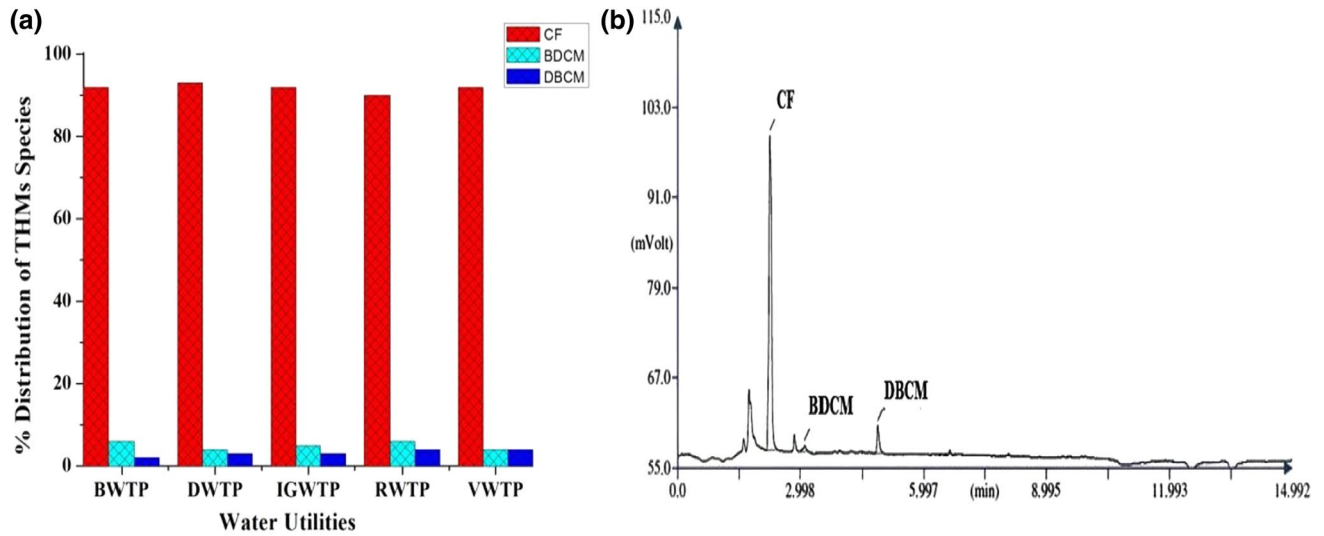 (a)
CF
BDCM
DBCM
% Distribution of THMs Species
100
80
60
40
20
0
BWTP DWTP IGWTP RWTP VWTP
Water Utilities
(b)
115.0
103.0
91.0
(mVolt)
79.0
67.0
55.0
CF
BDCM
DBCM
0.0 2.998 5.997 (min) 8.995 11.993 14.992